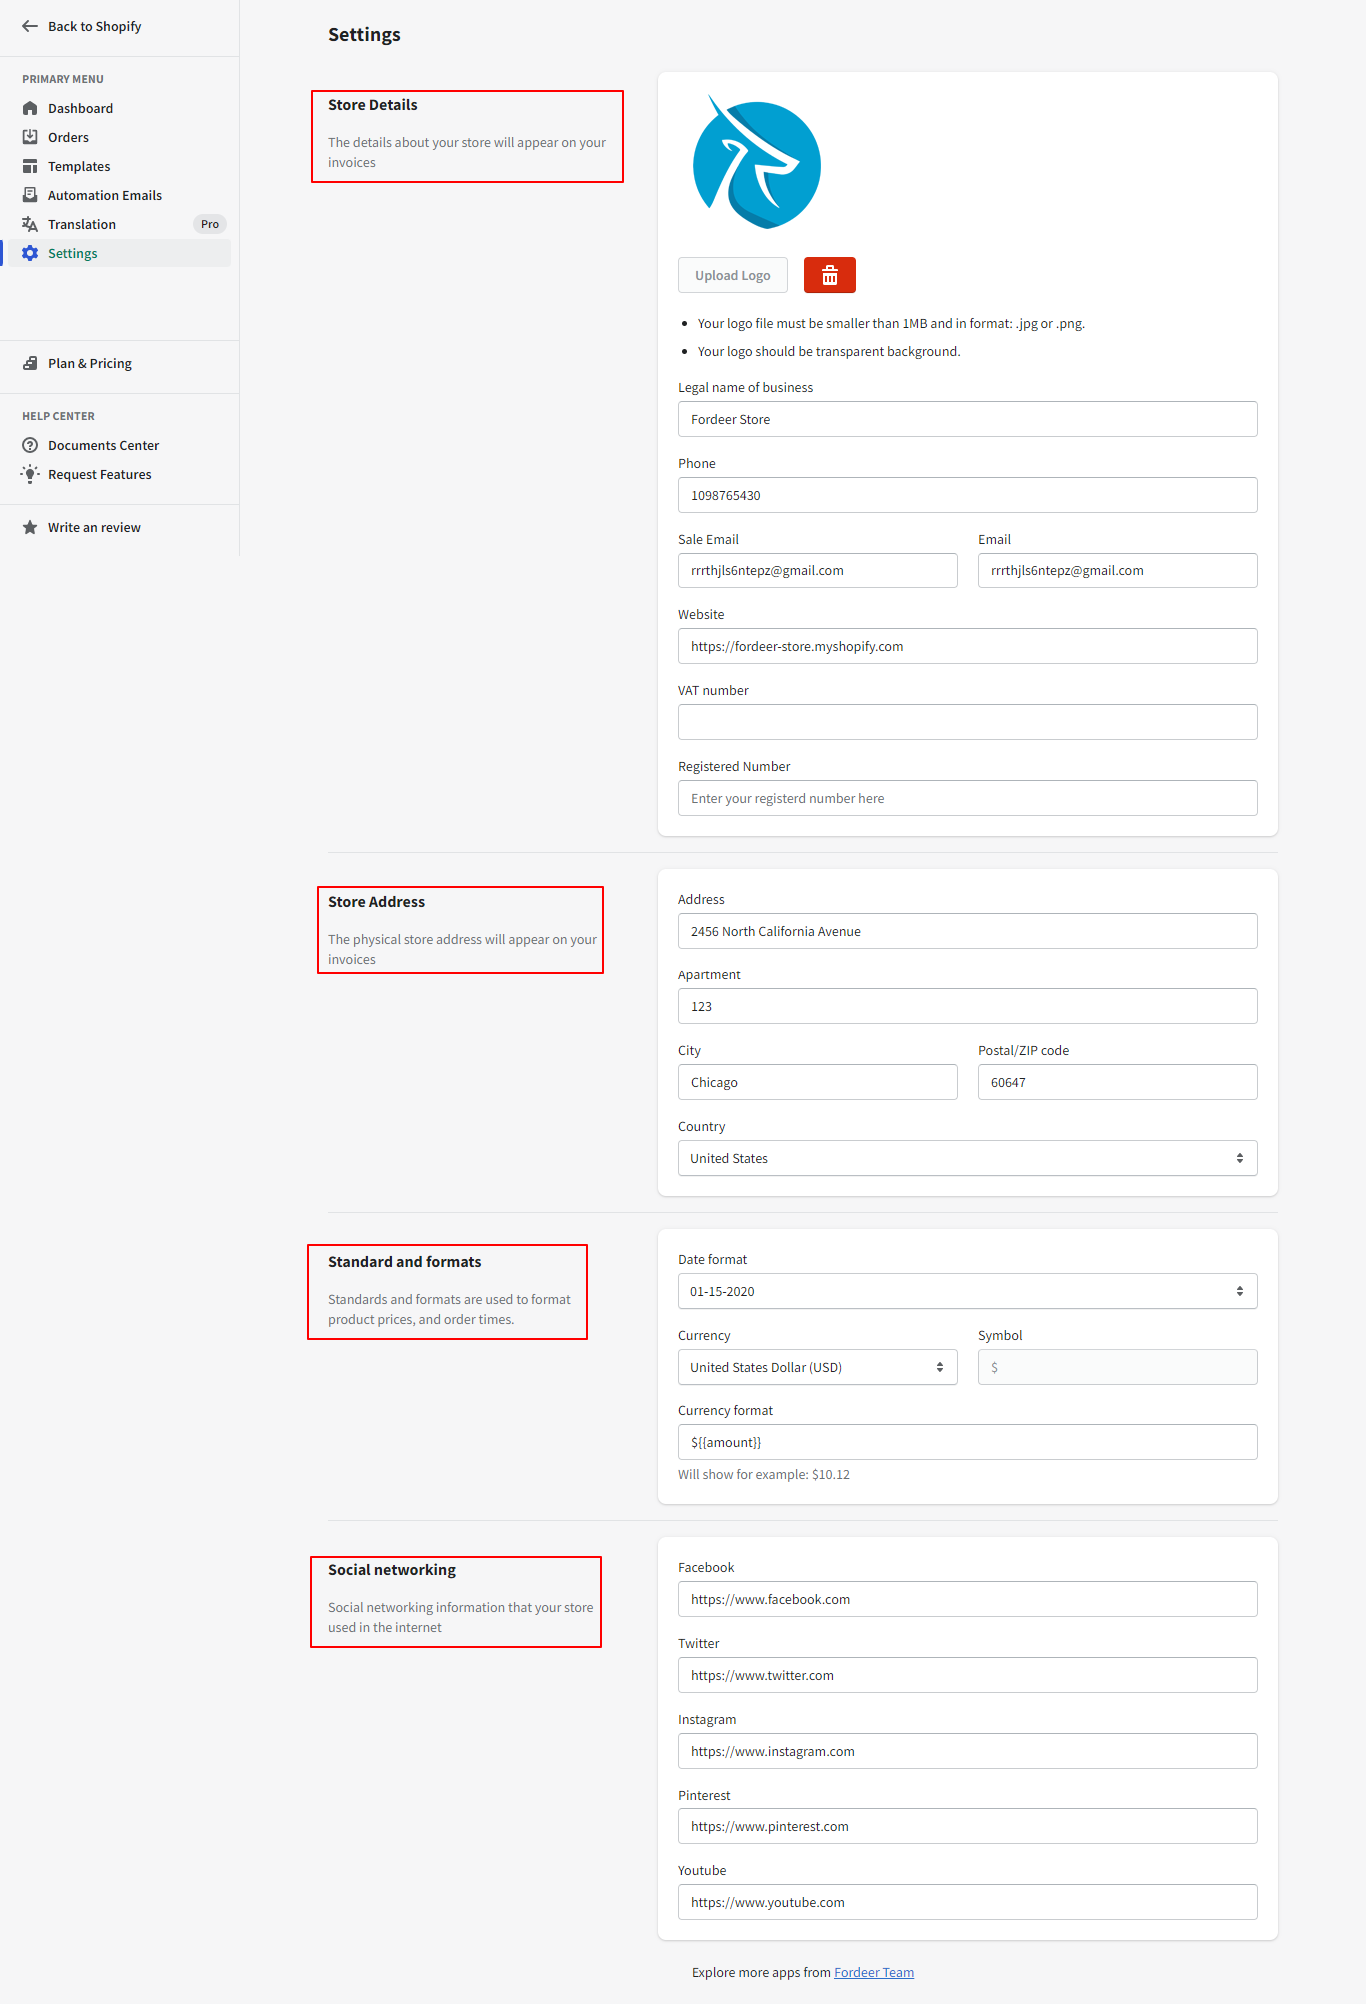 Back to Shopify
PRIMARY MENU
Dashboard
Orders
Templates
Automation Emails
Translation Pro
Settings
Plan & Pricing
HELP CENTER
Documents Center
Request Features
Write an review
Settings
Store Details
The details about your store will appear on your
invoices
Upload Logo
Your logo file must be smaller than 1MB and in format: .jpg or .png.
Your logo should be transparent background.
Legal name of business
Fordeer Store
Phone
1098765430
Sale Email
rrrthjls6ntepz@gmail.com
Email
rrrthjls6ntepz@gmail.com
Website
https://fordeer-store.myshopify.com
VAT number
Registered Number
Enter your registerd number here
Store Address
The physical store address will appear on your
invoices
Address
2456 North California Avenue
Apartment
123
City
Chicago
Postal/ZIP code
60647
Country
United States
Standard and formats
Standards and formats are used to format
product prices, and order times.
Date format
01-15-2020
Currency
United States Dollar (USD)
Symbol
$
Currency format
${{amount}}
Will show for example: $10.12
Social networking
Social networking information that your store
used in the internet
Facebook
https://www.facebook.com
Twitter
https://www.twitter.com
Instagram
https://www.instagram.com
Pinterest
https://www.pinterest.com
Youtube
https://www.youtube.com
Explore more apps from Fordeer Team